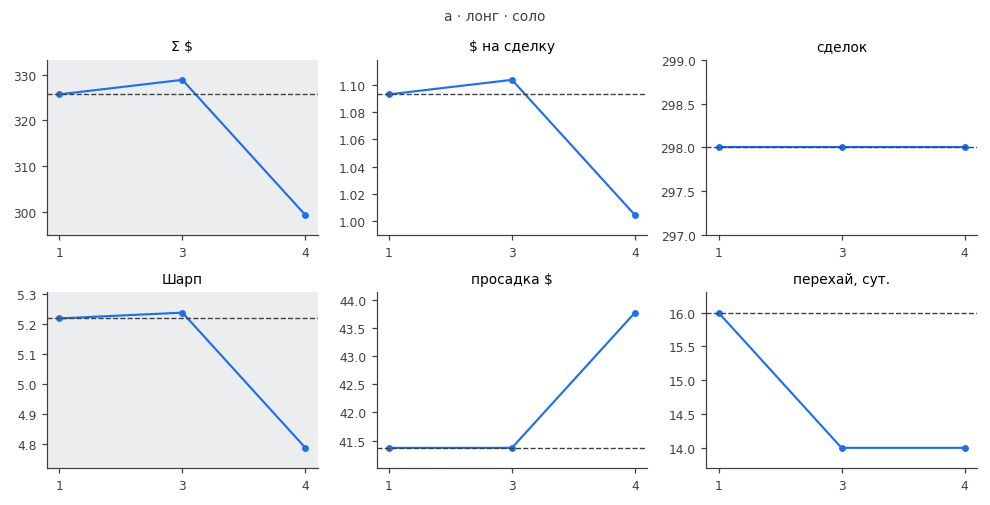 a · лонг · соло
Σ $
330
320
310
300
1 3 4
$ на сделку
1.10
1.08
1.06
1.04
1.02
1.00
1 3 4
сделок
299.0
298.5
298.0
297.5
297.0
1 3 4
Шарп
5.3
5.2
5.1
5.0
4.9
4.8
1 3 4
просадка $
44.0
43.5
43.0
42.5
42.0
41.5
1 3 4
перехай, сут.
16.0
15.5
15.0
14.5
14.0
1 3 4